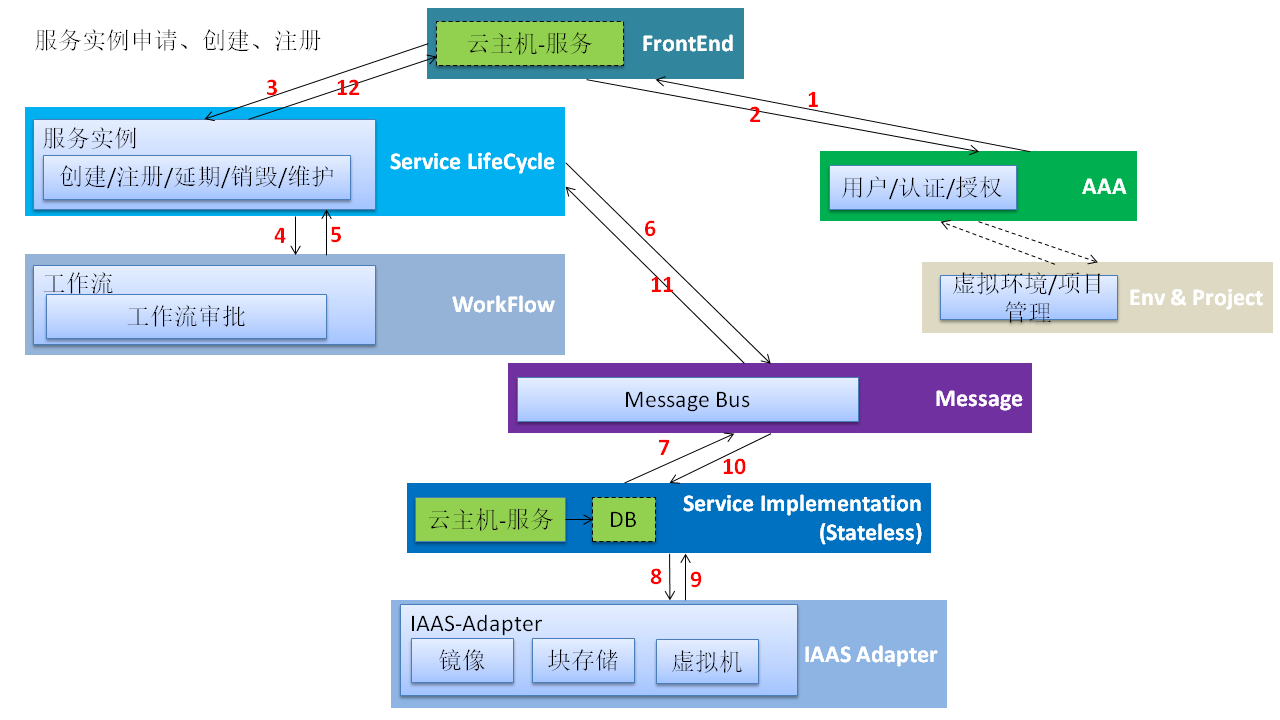 服务实例申请、创建、注册
云主机-服务
FrontEnd
3
12
1
2
服务实例
创建/注册/延期/销毁/维护
Service LifeCycle
用户/认证/授权
AAA
4
5
6
11
虚拟环境/项目
管理
Env & Project
工作流
工作流审批
WorkFlow
Message Bus
Message
7
10
云主机-服务
DB
Service Implementation
(Stateless)
8
9
IAAS-Adapter
镜像
块存储
虚拟机
IAAS Adapter